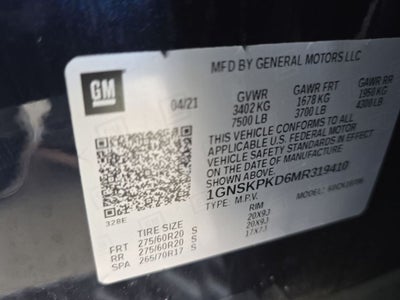 GM
MFD BY GENERAL MOTORS LLC
04/21
GVWR GAWR FRT GAWR RR
3402 KG 1678 KG 1950 KG
7500 LB 3700 LB 4300 LB
THIS VEHICLE CONFORMS TO ALL
APPLICABLE U.S. FEDERAL MOTOR
VEHICLE SAFETY STANDARDS IN EFFECT
ON THE DATE OF MANUFACTURE
SHOWN ABOVE.
1GNSKPKD6MR319410
TYPE: M.P.V. MODEL:
328E
TIRE SIZE RIM
FRT 275/60R20 S 20X9J
RR 275/60R20 S 20X9J
SPA 265/70R17 S 17X7J